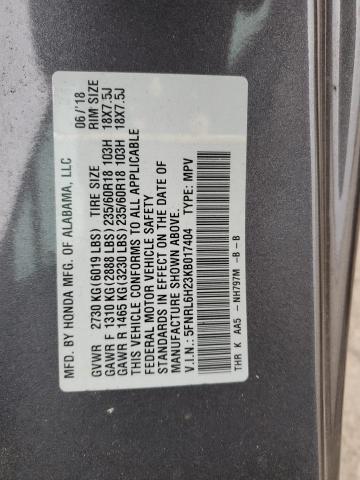 MFD. BY HONDA MFG. OF ALABAMA, LLC 06/'18
GVWR 2730 KG(6019 LBS) TIRE SIZE RIM SIZE
GAWR F 1310 KG(2888 LBS) 235/60R18 103H 18X7.5J
GAWR R 1465 KG(3230 LBS) 235/60R18 103H 18X7.5J
THIS VEHICLE CONFORMS TO ALL APPLICABLE
FEDERAL MOTOR VEHICLE SAFETY
STANDARDS IN EFFECT ON THE DATE OF
MANUFACTURE SHOWN ABOVE.
V.I.N.: 5FNRL6H23KB017404 TYPE: MPV
THR K AA5 -NH797M -B -B